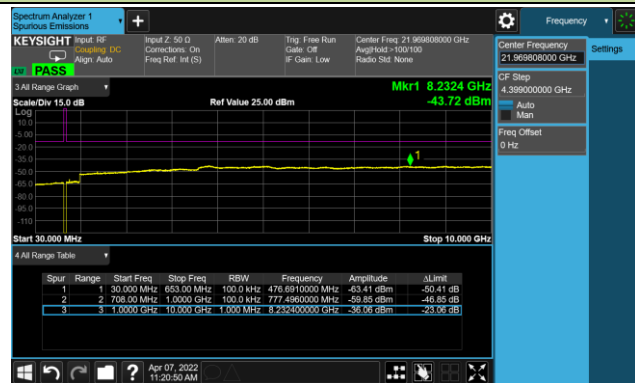 Spectrum Analyzer 1
Spurious Emissions
Frequency
KEYSIGHT Input: RF Input Z: 50 Ω Atten: 20 dB Trig: Free Run Center Freq: 21.969808000 GHz
Coupling: DC Corrections: On Gate: Off Avg|Hold:>100/100
Align: Auto Freq Ref: Int (S) IF Gain: Low Radio Std: None
PASS
Center Frequency
21.969808000 GHz
Settings
CF Step
4.399000000 GHz
Auto
Man
Freq Offset
0 Hz
3 All Range Graph
Mkr1 8.2324 GHz
Scale/Div 15.0 dB Ref Value 25.00 dBm -43.72 dBm
Log
10.0
-5.00
-20.0
-35.0
-50.0
-65.0
-80.0
-95.0
-110
1
Start 30.000 MHz Stop 10.000 GHz
4 All Range Table
Spur Range Start Freq Stop Freq RBW Frequency Amplitude ΔLimit
1 1 30.000 MHz 653.00 MHz 100.0 kHz 476.6910000 MHz -63.41 dBm -50.41 dB
2 2 708.00 MHz 1.0000 GHz 100.0 kHz 777.4960000 MHz -59.85 dBm -46.85 dB
3 3 1.0000 GHz 10.000 GHz 1.000 MHz 8.232400000 GHz -36.06 dBm -23.06 dB
Apr 07, 2022
11:20:50 AM